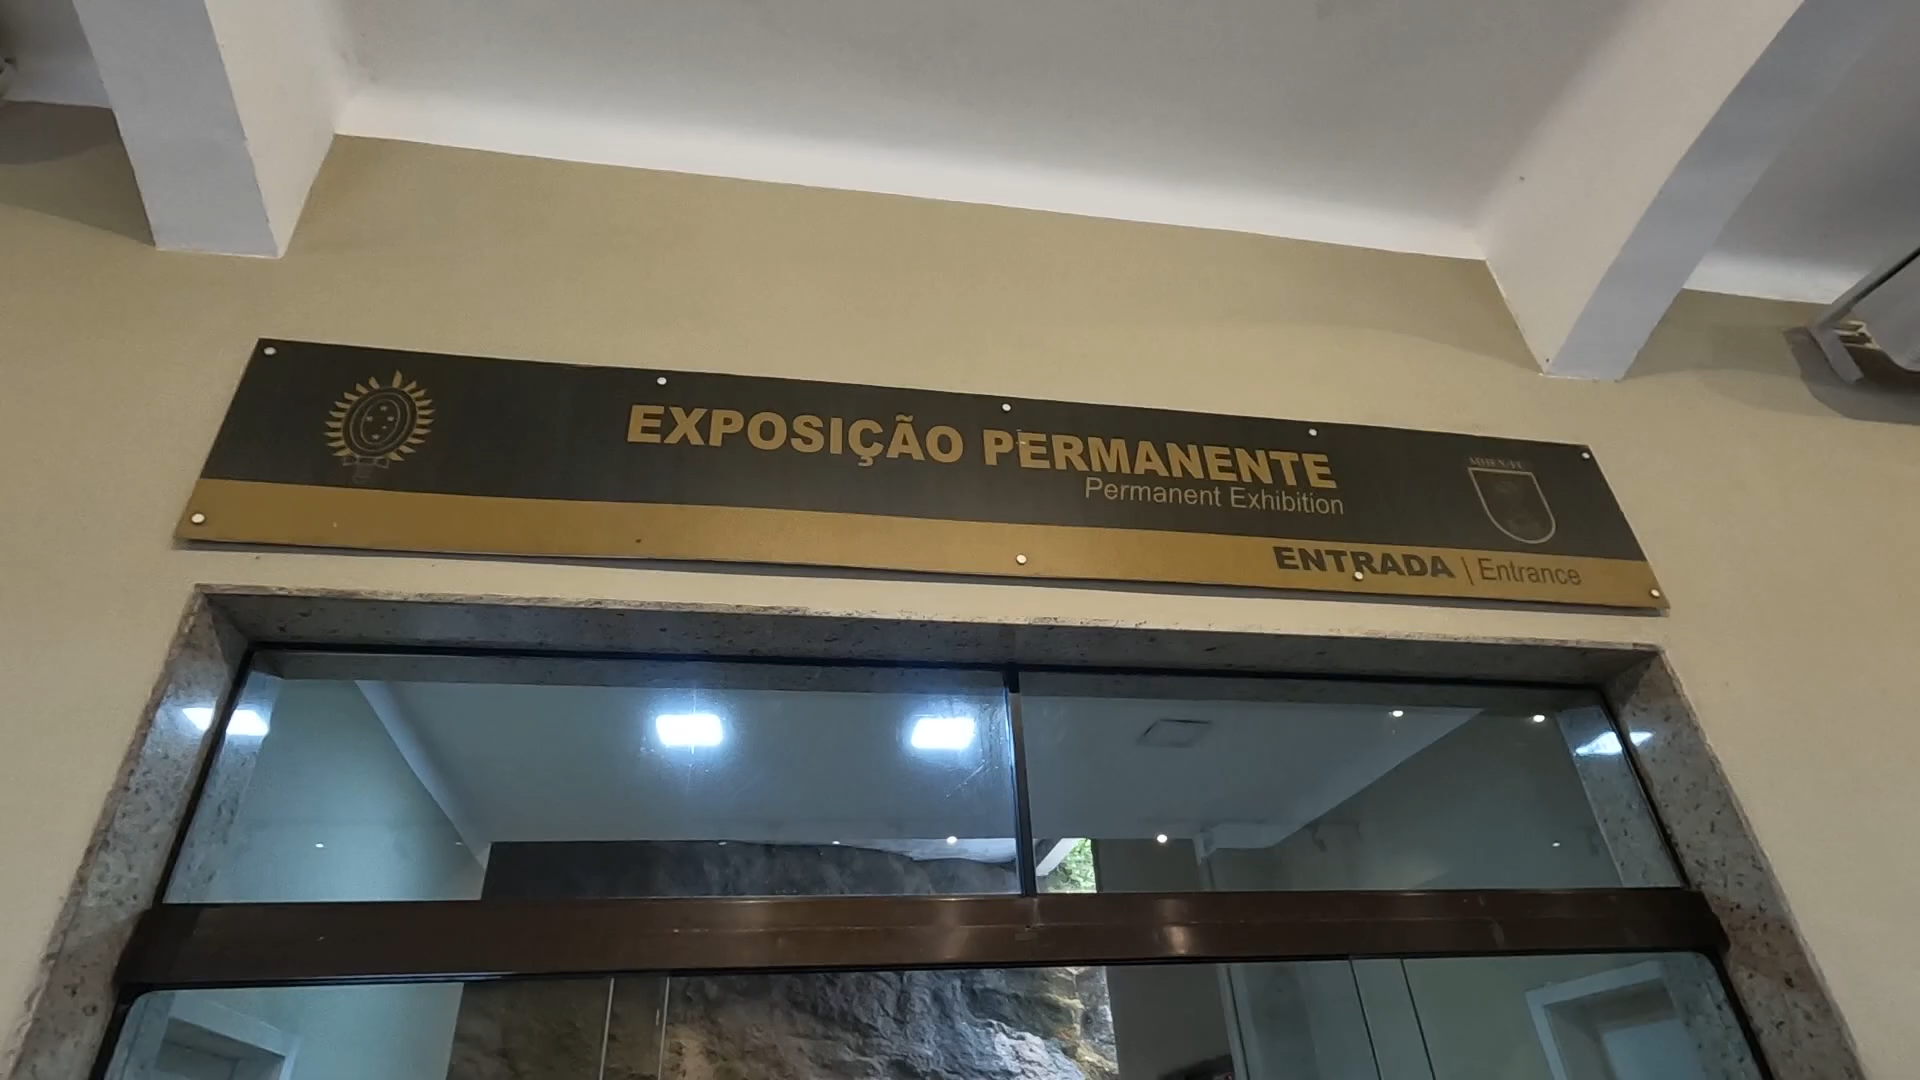 EXPOSIÇÃO PERMANENTE
Permanent Exhibition
ENTRADA | Entrance